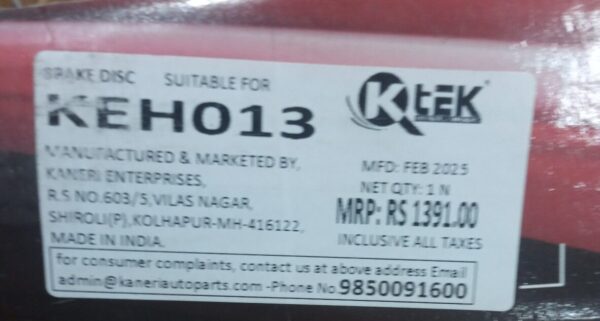 BRAKE DISC SUITABLE FOR
KEH013
K tEK
MANUFACTURED & MARKETED BY,
KANERI ENTERPRISES,
R.S NO.603/5,VILAS NAGAR,
SHIROLI(P),KOLHAPUR-MH-416122,
MADE IN INDIA.
MFD: FEB 2025
NET QTY: 1 N
MRP: RS 1391.00
INCLUSIVE ALL TAXES
for consumer complaints, contact us at above address Email
admin@kaneriautoparts.com -Phone No 9850091600